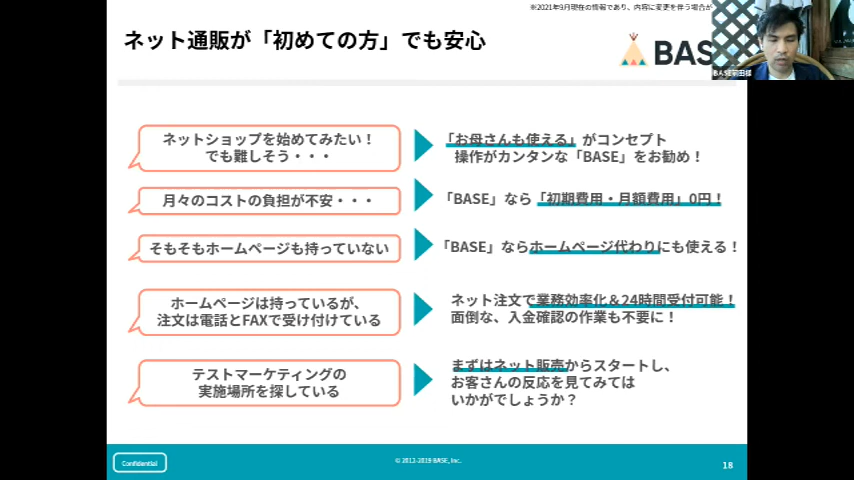 ※2021年9月現在の情報であり、内容に変更を伴う場合が
ネット通販が「初めての方」でも安心
BAS
BASE前田様
ネットショップを始めてみたい！
でも難しそう・・・
「お母さんも使える」がコンセプト
操作がカンタンな「BASE」をお勧め！
月々のコストの負担が不安・・・
「BASE」なら「初期費用・月額費用」0円！
そもそもホームページも持っていない
「BASE」ならホームページ代わりにも使える！
ホームページは持っているが、
注文は電話とFAXで受け付けている
ネット注文で業務効率化＆24時間受付可能！
面倒な、入金確認の作業も不要に！
テストマーケティングの
実施場所を探している
まずはネット販売からスタートし、
お客さんの反応を見てみては
いかがでしょうか？
Confidential
© 2012-2019 BASE, Inc.
18